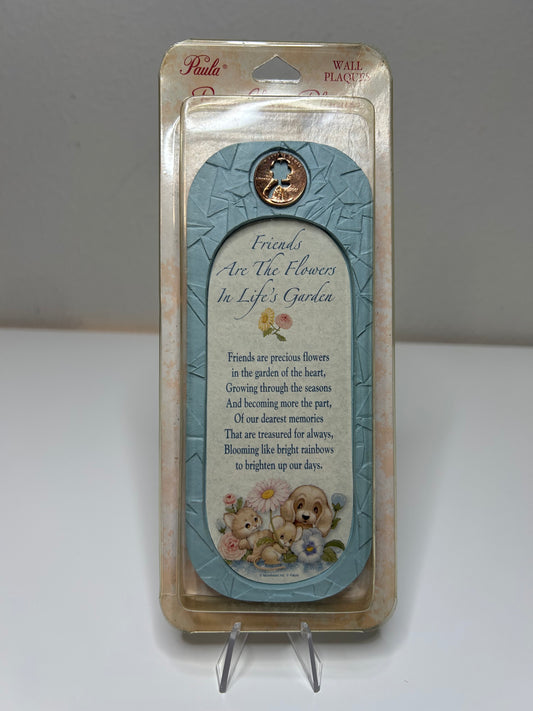 Paula®
WALL
PLAQUES
Friends
Are The Flowers
In Life's Garden
Friends are precious flowers
in the garden of the heart,
Growing through the seasons
And becoming more the part,
Of our dearest memories
That are treasured for always,
Blooming like bright rainbows
to brighten up our days.